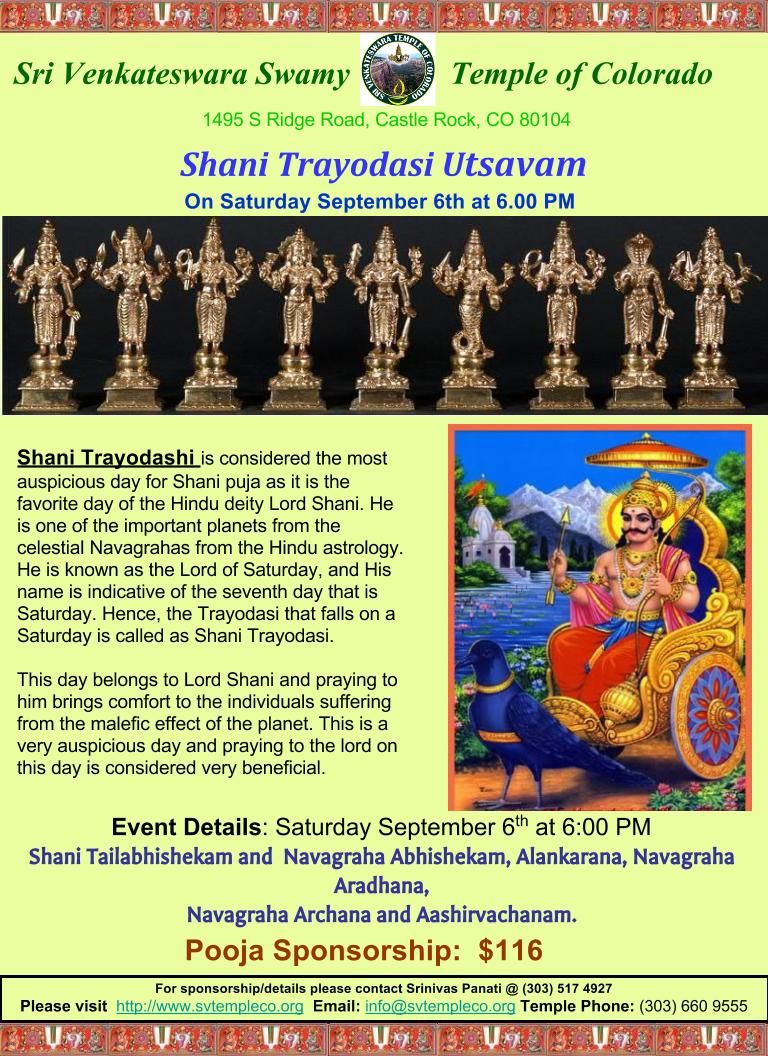 Sri Venkateswara Swamy Temple of Colorado
SRI VENKATESWARA TEMPLE OF COLORADO
1495 S Ridge Road, Castle Rock, CO 80104
Shani Trayodasi Utsavam
On Saturday September 6th at 6.00 PM
Shani Trayodashi is considered the most
auspicious day for Shani puja as it is the
favorite day of the Hindu deity Lord Shani. He
is one of the important planets from the
celestial Navagrahas from the Hindu astrology.
He is known as the Lord of Saturday, and His
name is indicative of the seventh day that is
Saturday. Hence, the Trayodasi that falls on a
Saturday is called as Shani Trayodasi.
This day belongs to Lord Shani and praying to
him brings comfort to the individuals suffering
from the malefic effect of the planet. This is a
very auspicious day and praying to the lord on
this day is considered very beneficial.
Event Details: Saturday September 6th at 6:00 PM
Shani Tailabhishekam and Navagraha Abhishekam, Alankarana, Navagraha
Aradhana,
Navagraha Archana and Aashirvachanam.
Pooja Sponsorship: $116
For sponsorship/details please contact Srinivas Panati @ (303) 517 4927
Please visit http://www.svtempleco.org Email: info@svtempleco.org Temple Phone: (303) 660 9555